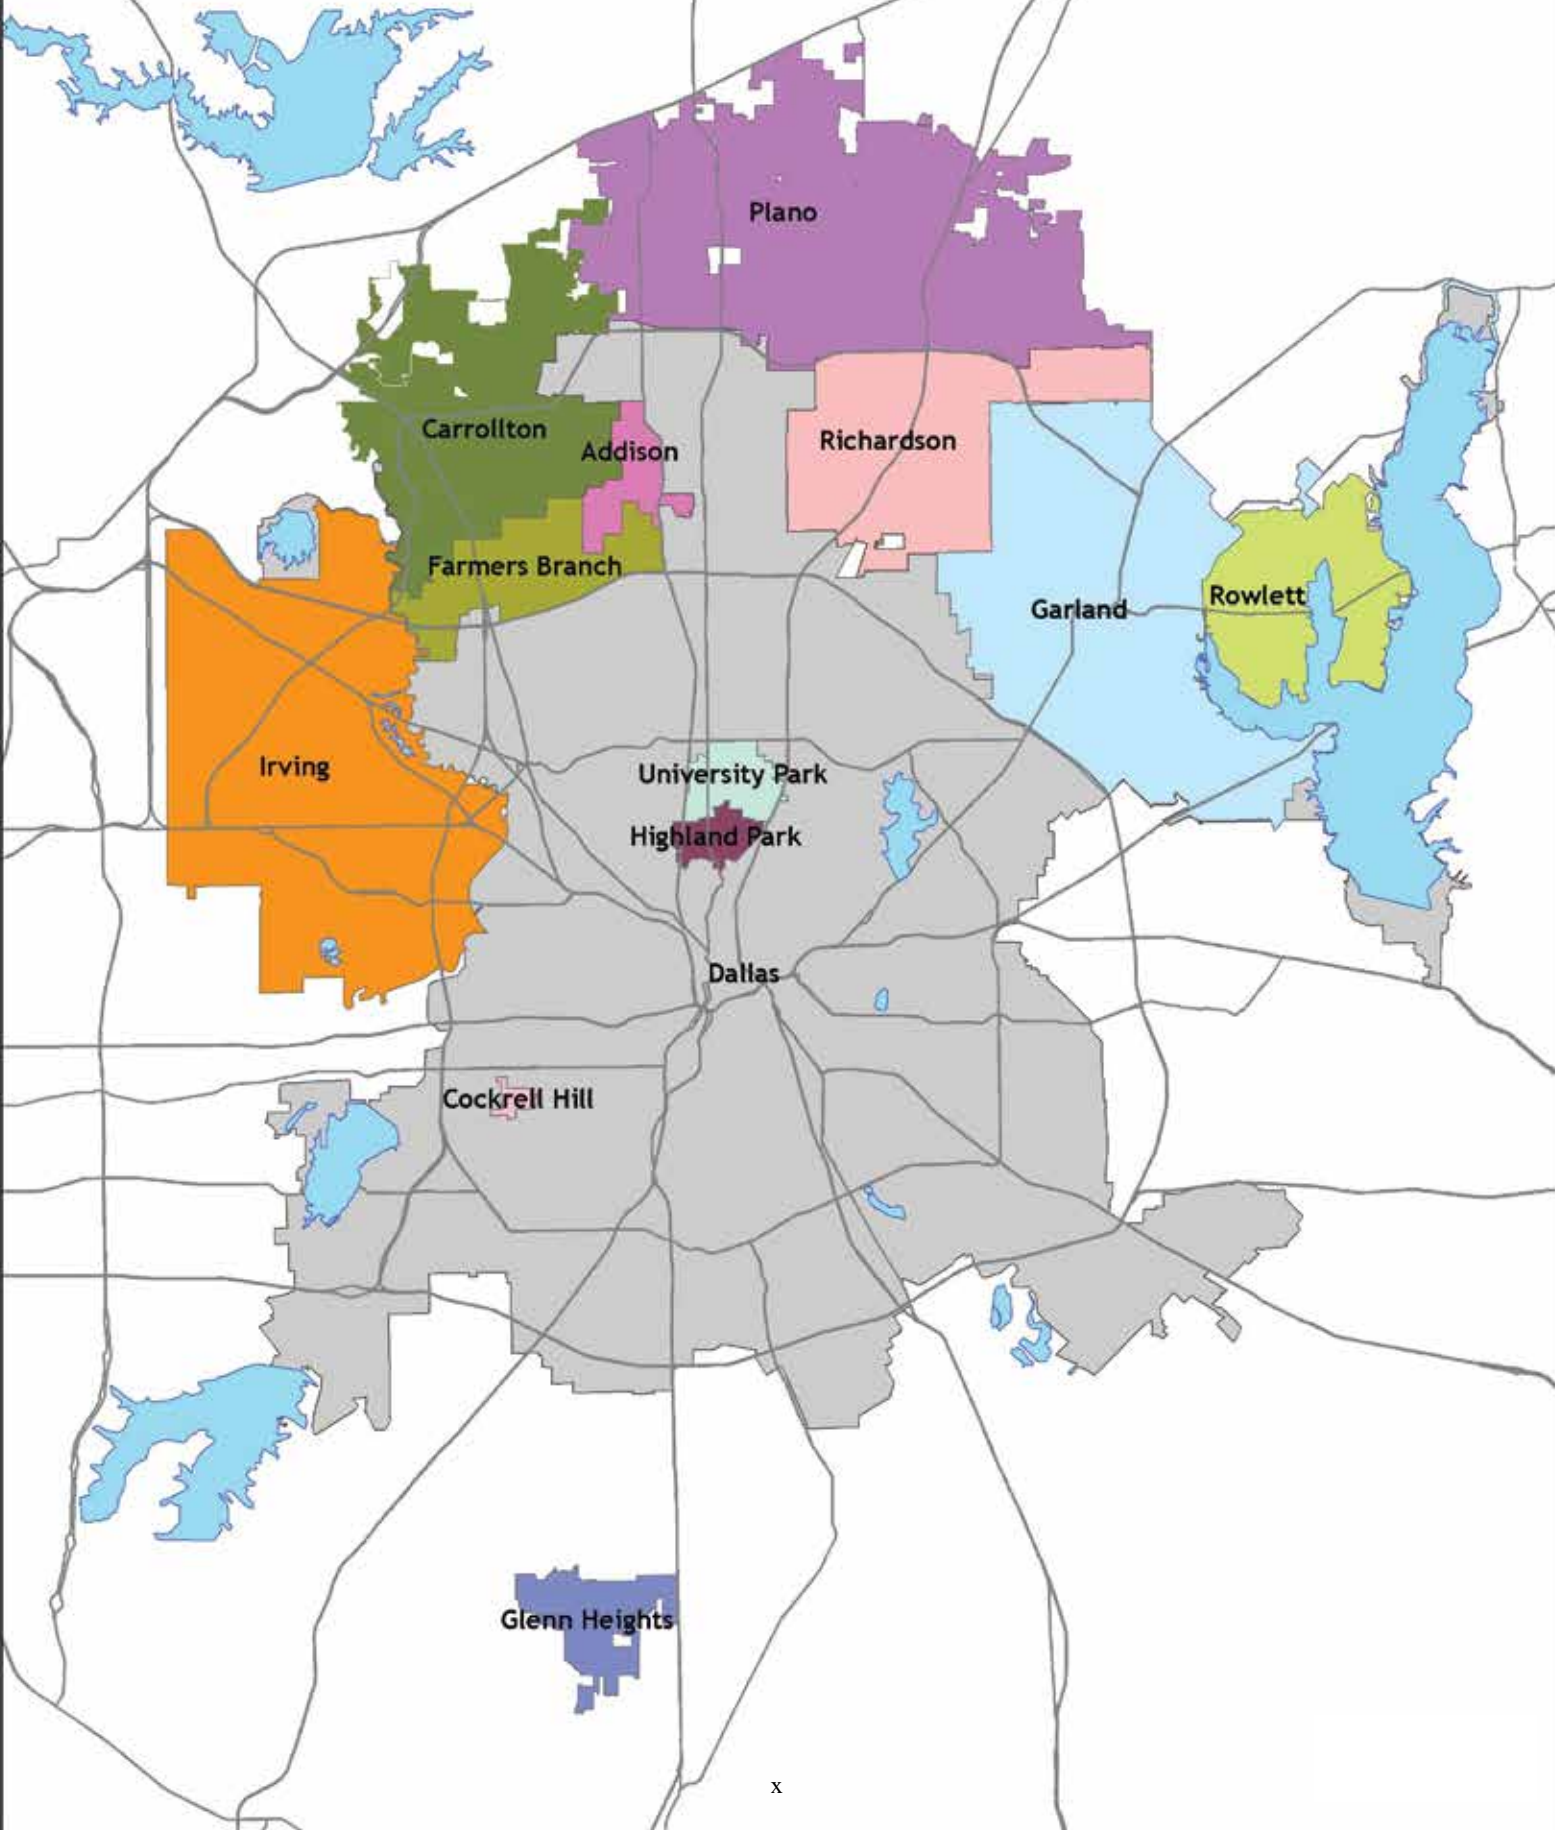 Plano
Carrollton
Addison
Richardson
Farmers Branch
Garland
Rowlett
Irving
University Park
Highland Park
Dallas
Cockrell Hill
Glenn Heights
x